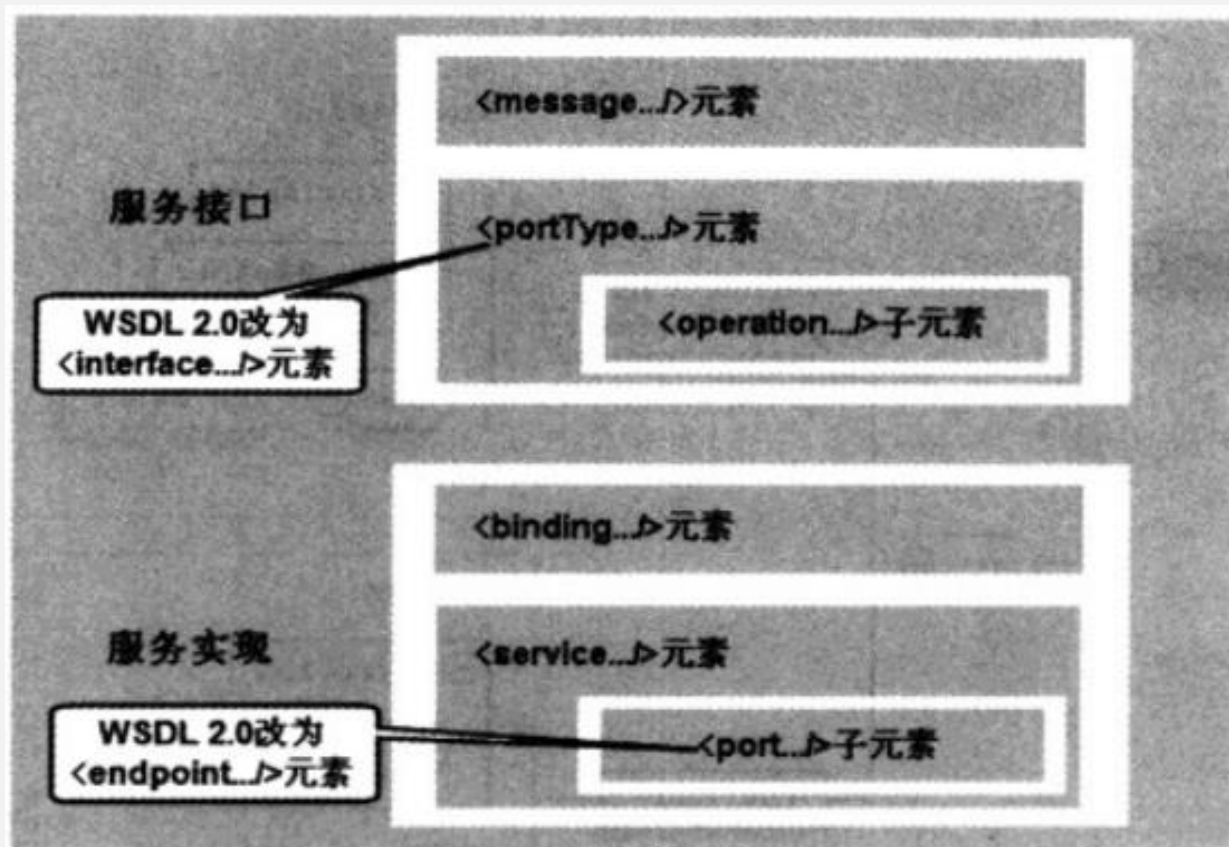 <message.../>元素
服务接口
<portType.../>元素
WSDL 2.0改为
<interface.../>元素
<operation.../>子元素
<binding.../>元素
服务实现
<service.../>元素
WSDL 2.0改为
<endpoint.../>元素
<port.../>子元素